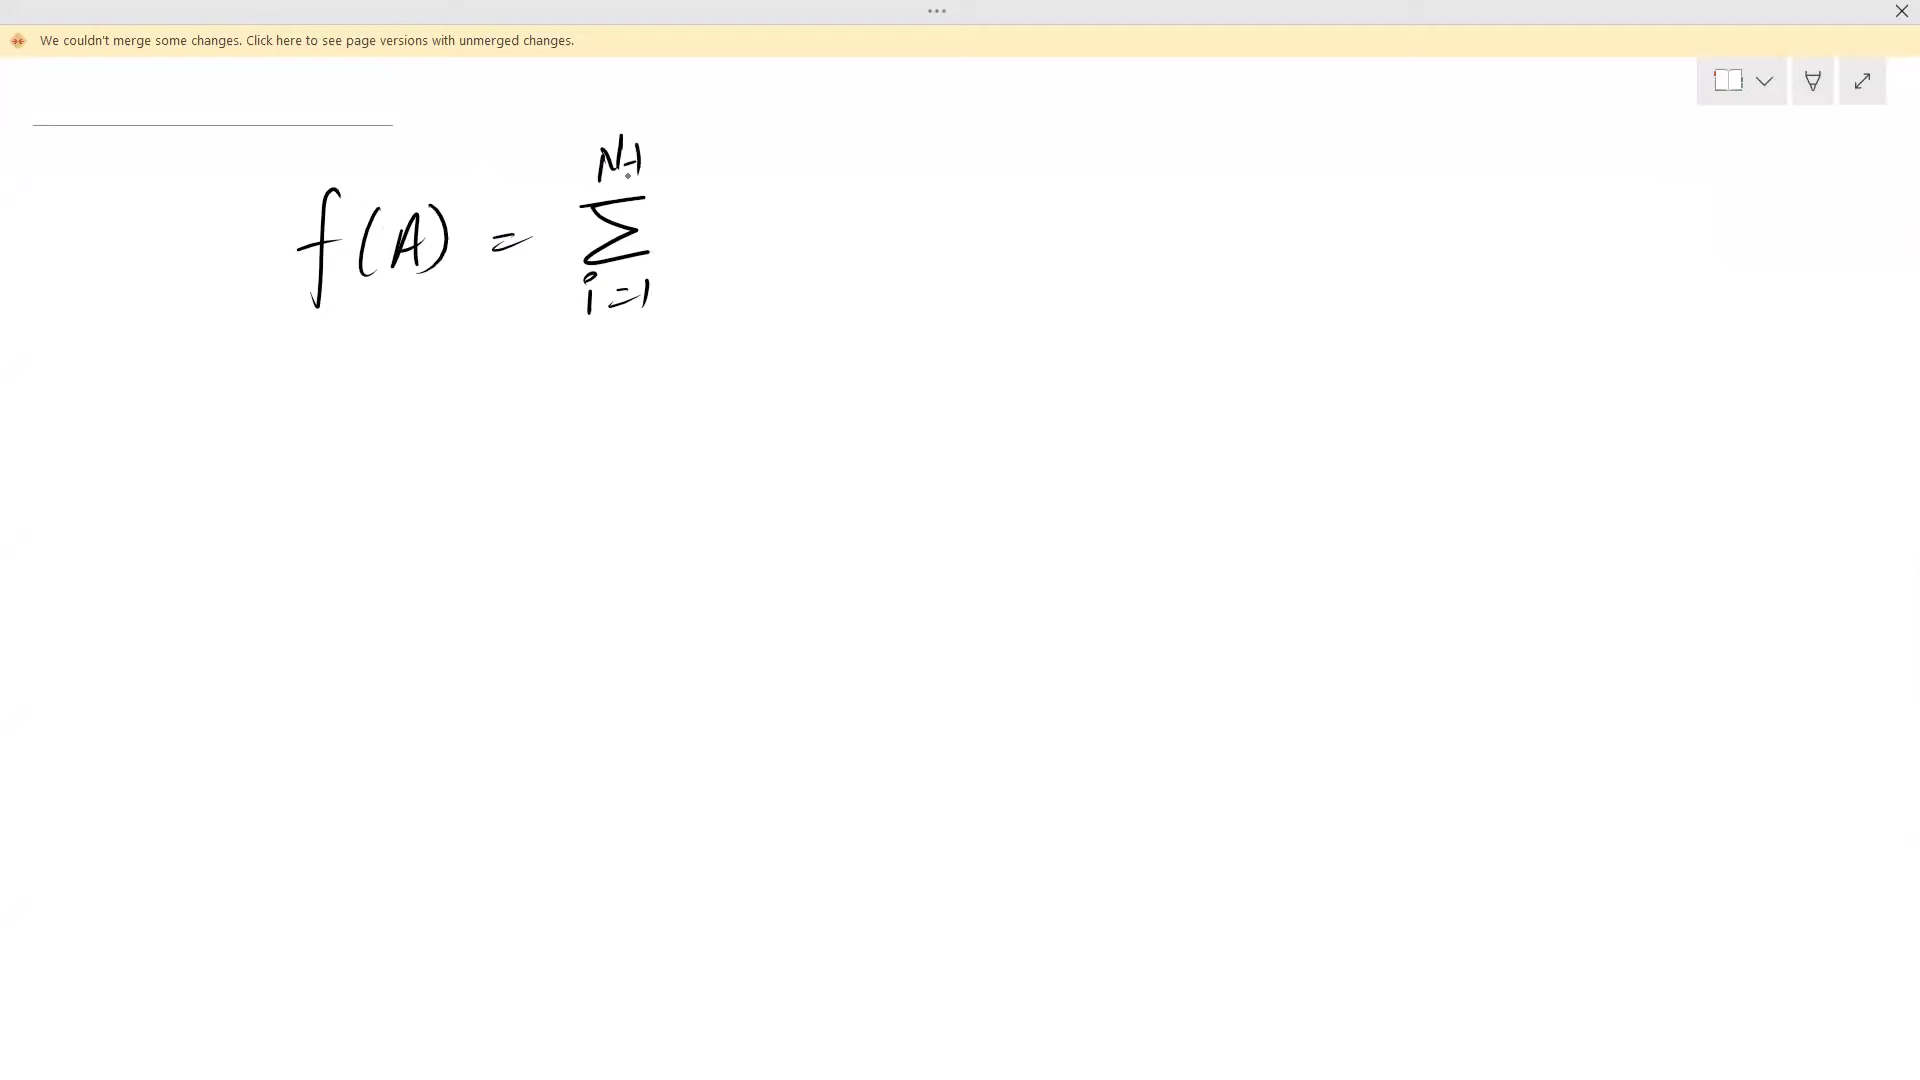 We couldn't merge some changes. Click here to see page versions with unmerged changes.
N-1
f(A) = Σ
i=1